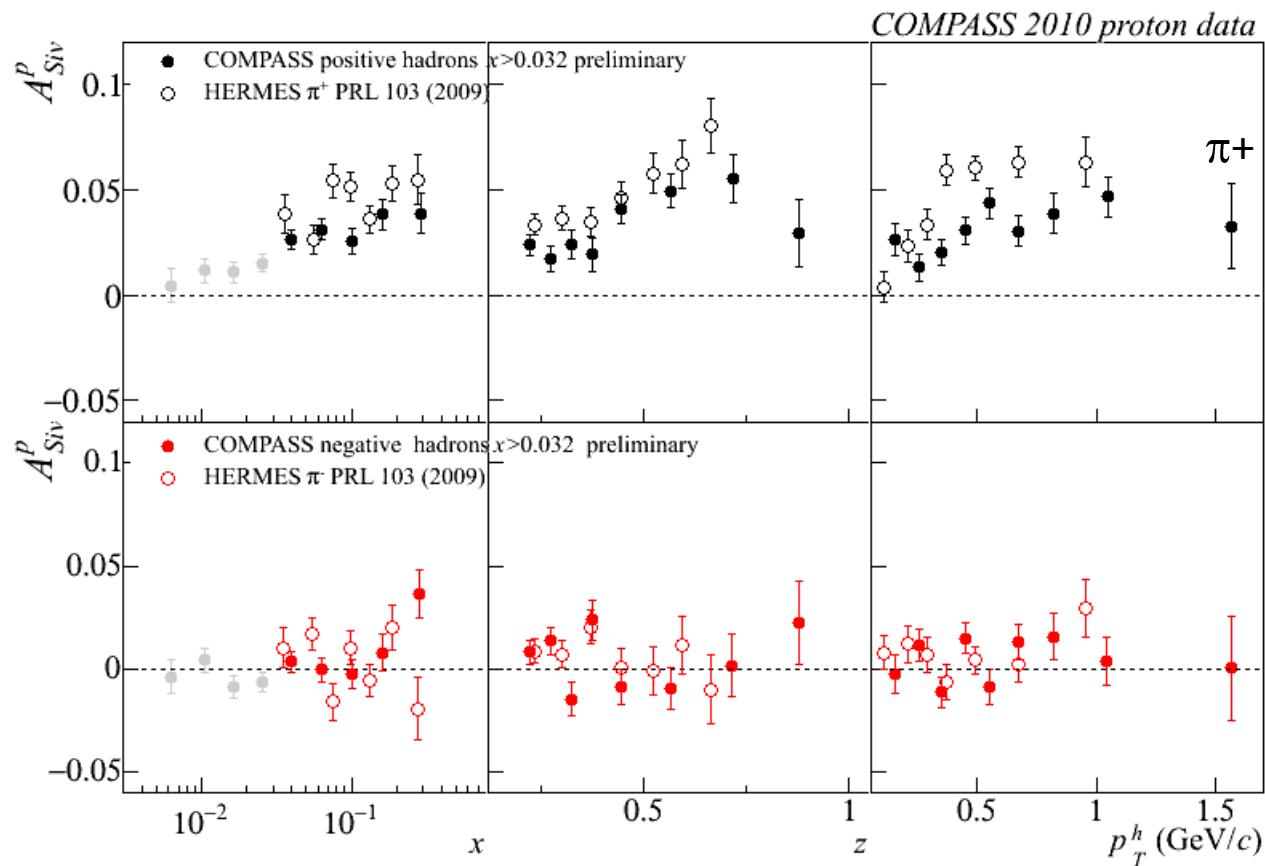 COMPASS 2010 proton data
A^p_Siv
COMPASS positive hadrons x>0.032 preliminary
HERMES π⁺ PRL 103 (2009)
π+
0.1
0.05
0
−0.05
A^p_Siv
COMPASS negative hadrons x>0.032 preliminary
HERMES π⁻ PRL 103 (2009)
0.1
0.05
0
−0.05
10⁻² 10⁻¹ 0.5 1 0.5 1 1.5
x z p_T^h (GeV/c)